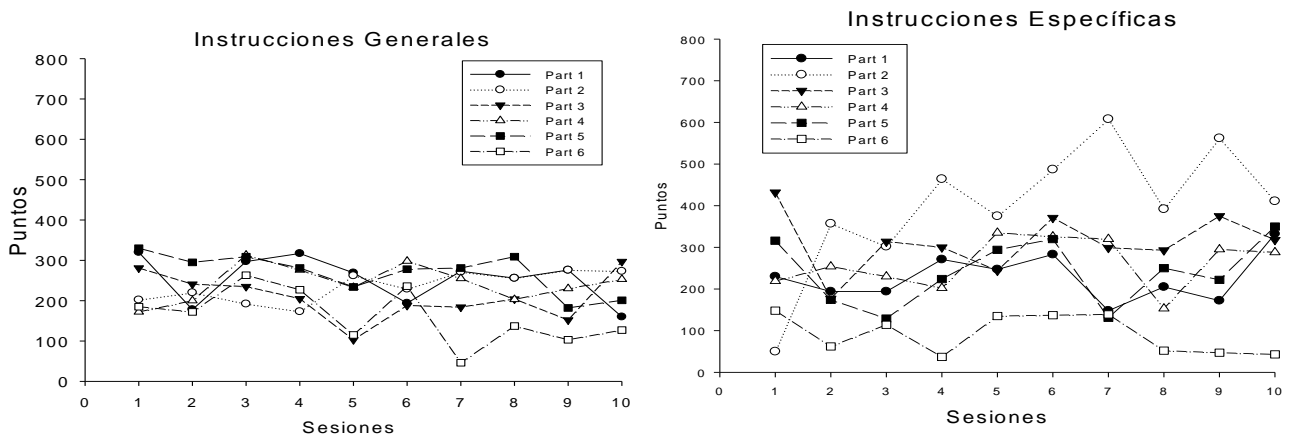 Instrucciones Generales
800
700
600
500
400
300
200
100
0
Puntos
Part 1
Part 2
Part 3
Part 4
Part 5
Part 6
0 1 2 3 4 5 6 7 8 9 10
Sesiones
Instrucciones Específicas
800
700
600
500
400
300
200
100
0
Puntos
Part 1
Part 2
Part 3
Part 4
Part 5
Part 6
0 1 2 3 4 5 6 7 8 9 10
Sesiones